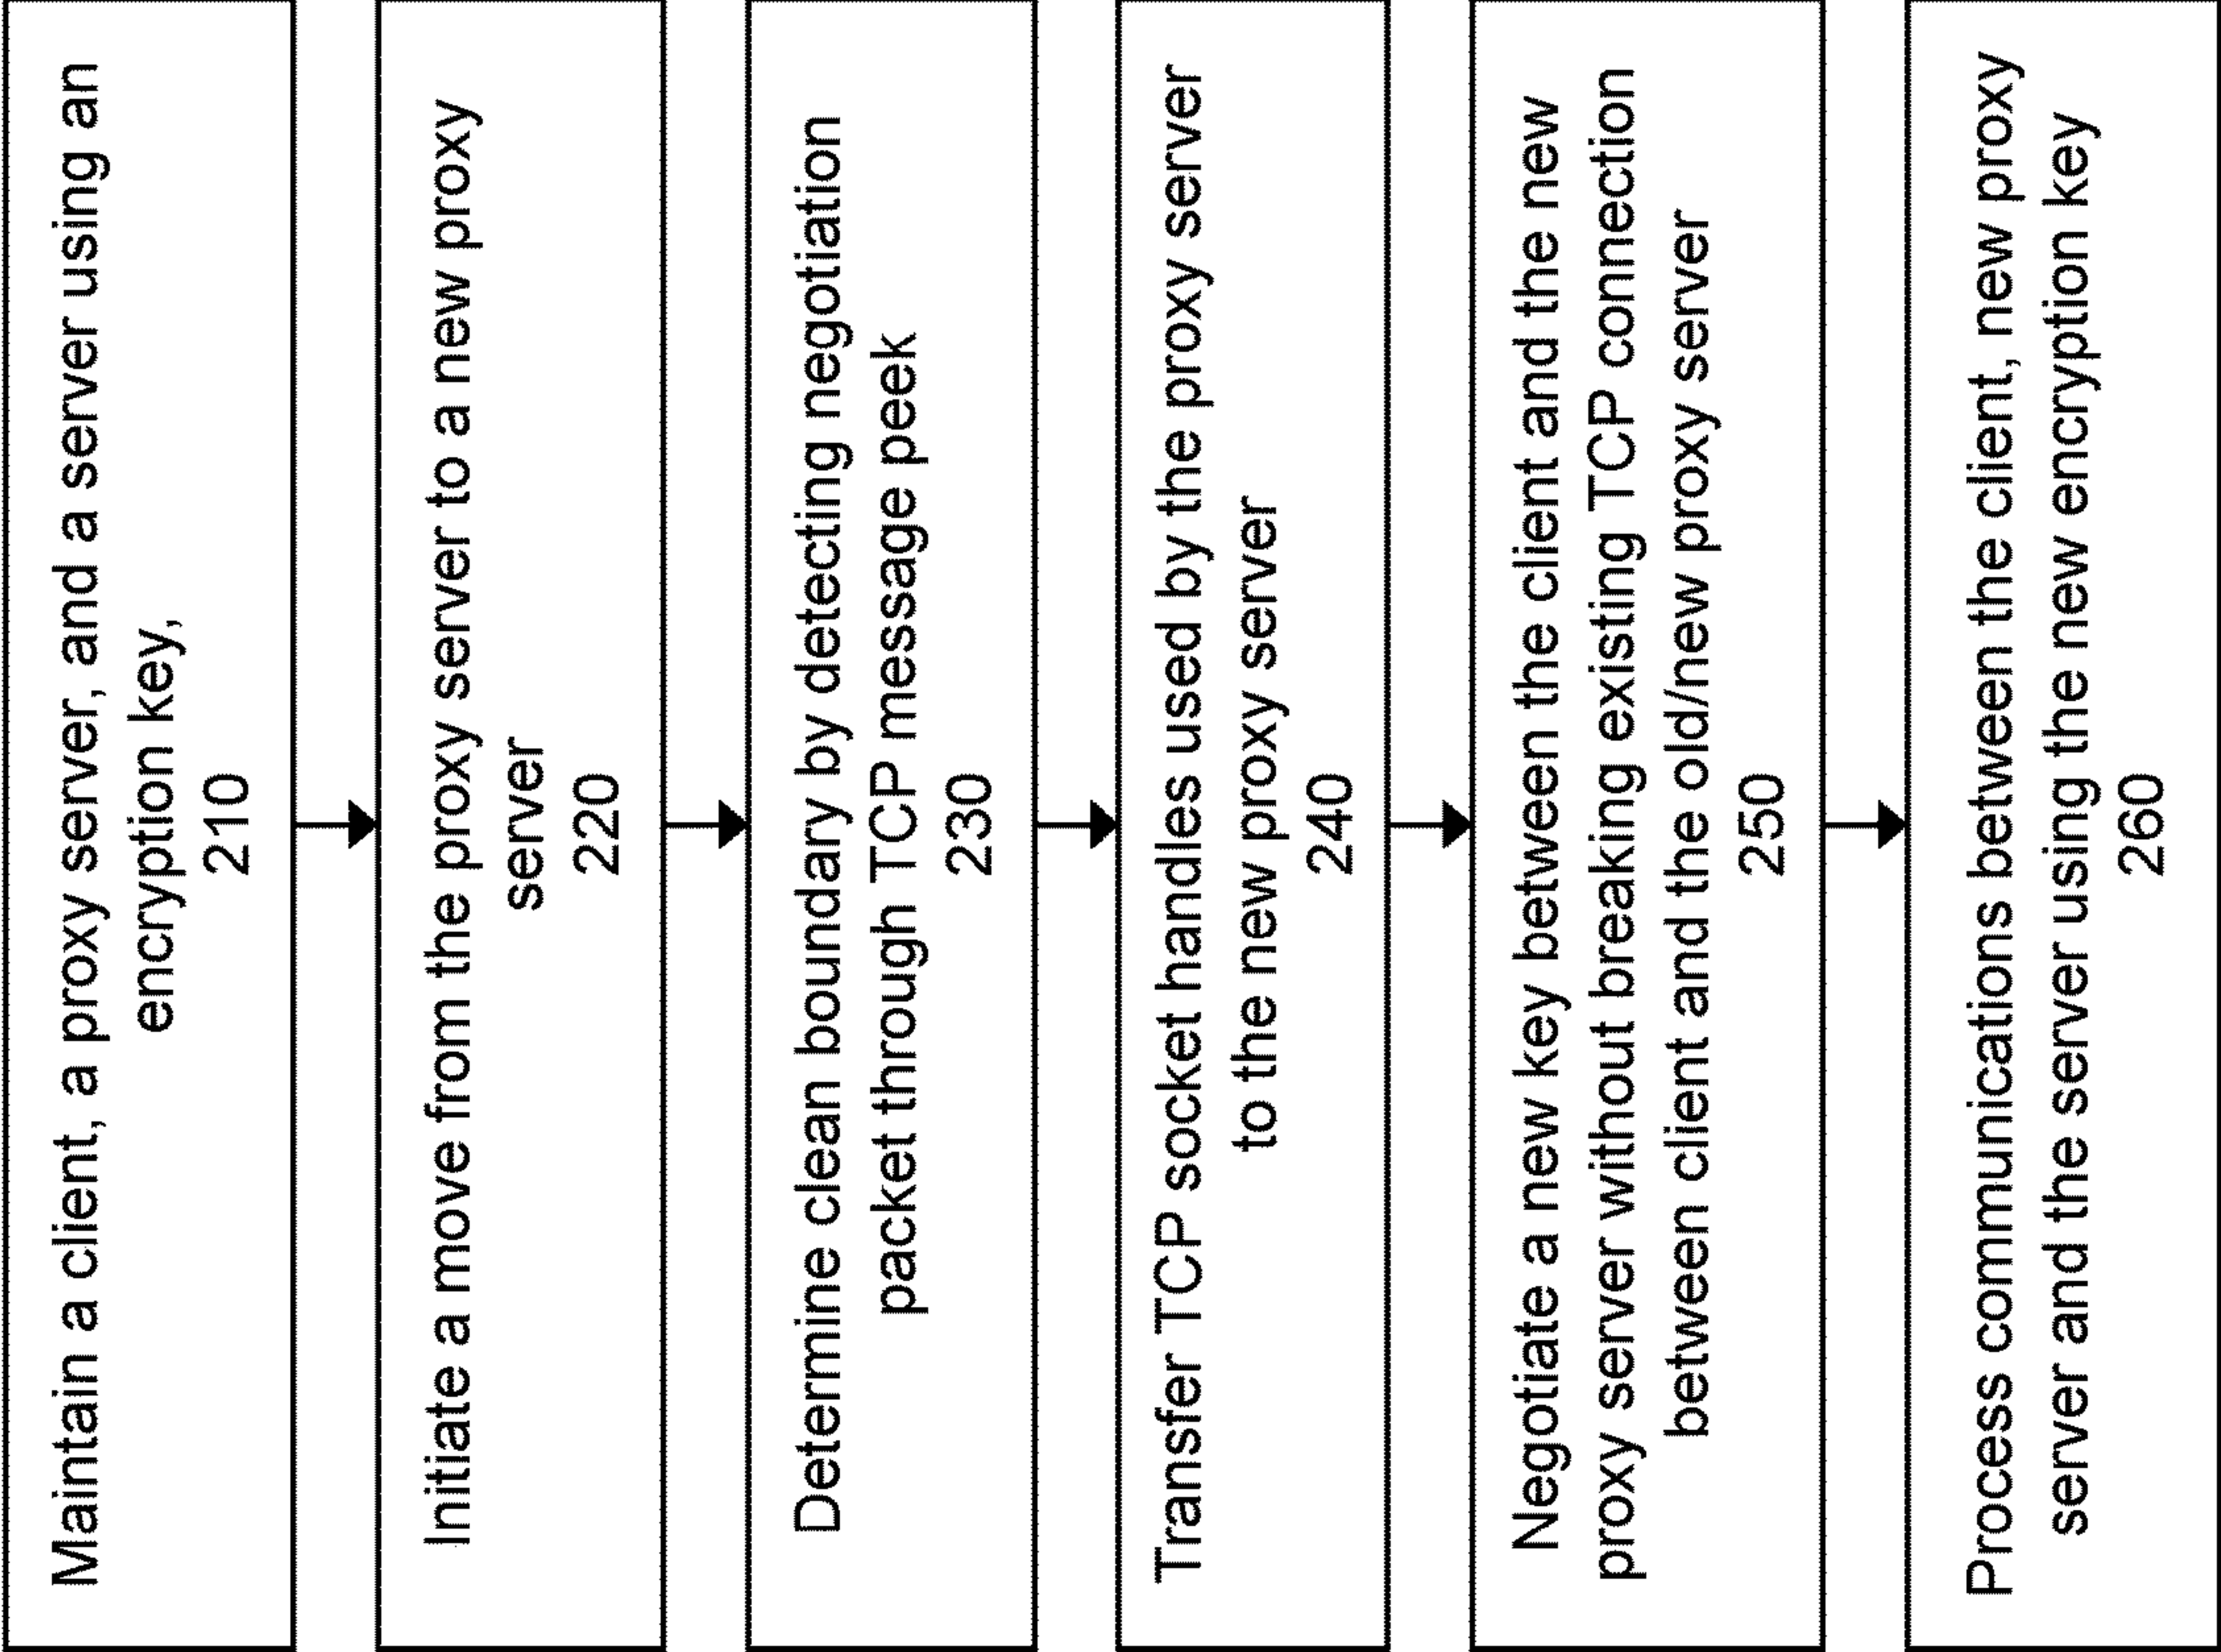 Maintain a client, a proxy server, and a server using an
encryption key,
210
Initiate a move from the proxy server to a new proxy
server
220
Determine clean boundary by detecting negotiation
packet through TCP message peek
230
Transfer TCP socket handles used by the proxy server
to the new proxy server
240
Negotiate a new key between the client and the new
proxy server without breaking existing TCP connection
between client and the old/new proxy server
250
Process communications between the client, new proxy
server and the server using the new encryption key
260